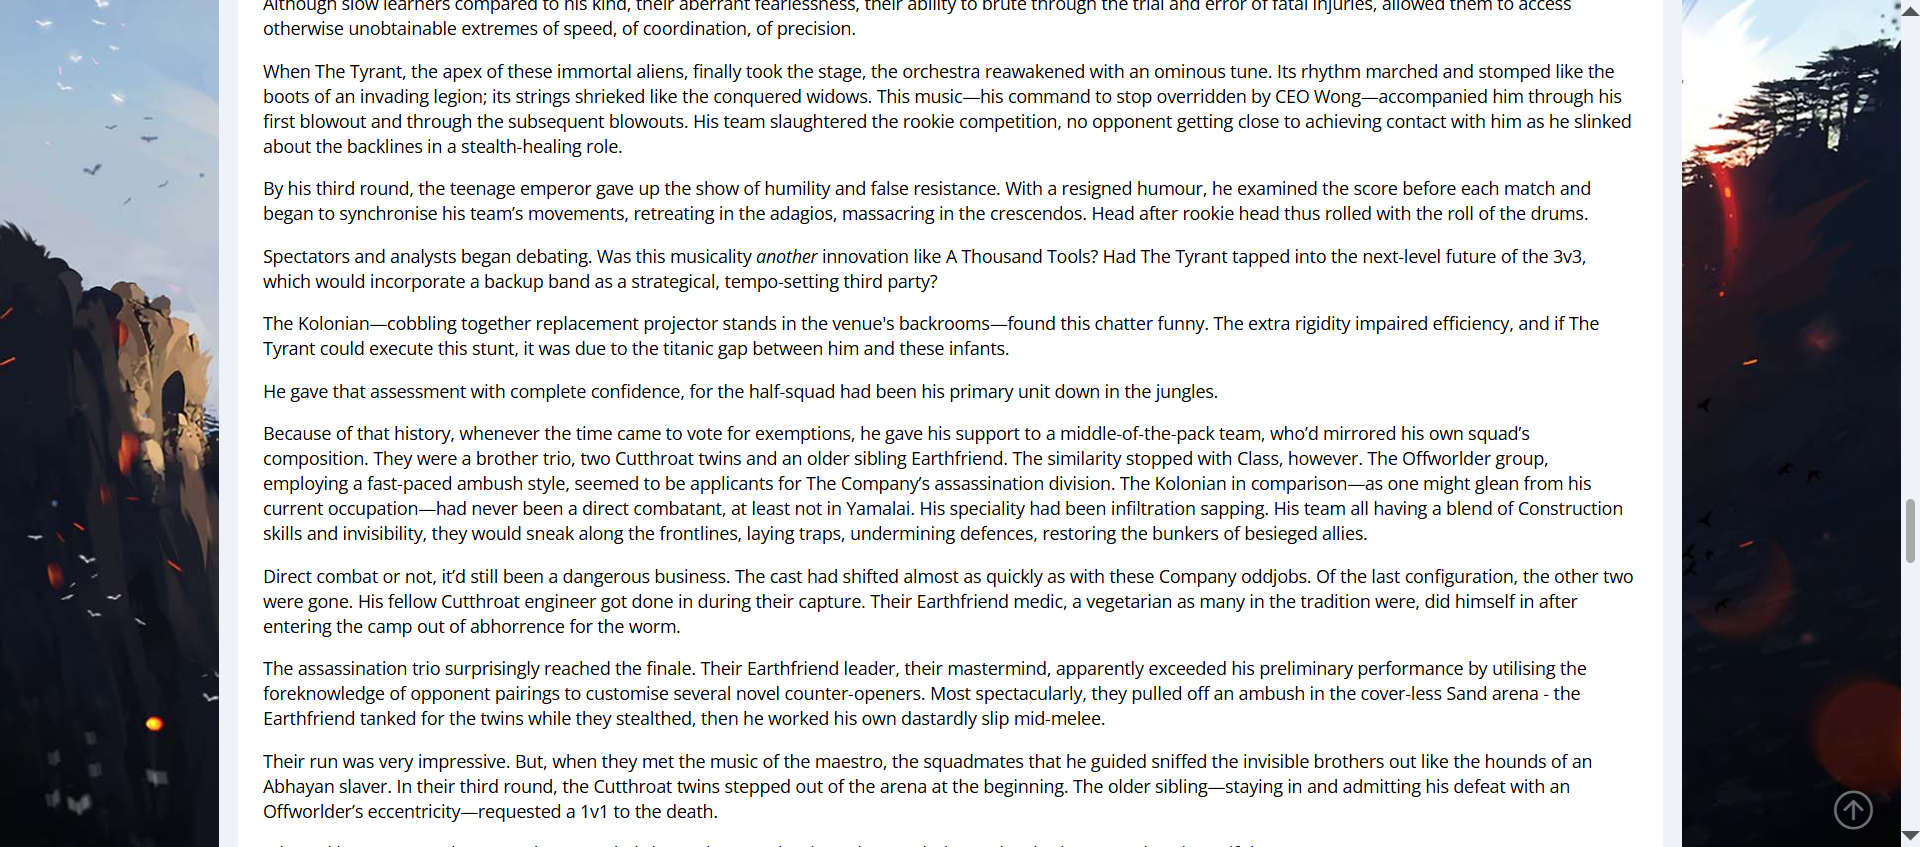 Although slow learners compared to his kind, their aberrant fearlessness, their ability to brute through the trial and error of fatal injuries, allowed them to access
otherwise unobtainable extremes of speed, of coordination, of precision.
When The Tyrant, the apex of these immortal aliens, finally took the stage, the orchestra reawakened with an ominous tune. Its rhythm marched and stomped like the
boots of an invading legion; its strings shrieked like the conquered widows. This music—his command to stop overridden by CEO Wong—accompanied him through his
first blowout and through the subsequent blowouts. His team slaughtered the rookie competition, no opponent getting close to achieving contact with him as he slinked
about the backlines in a stealth-healing role.
By his third round, the teenage emperor gave up the show of humility and false resistance. With a resigned humour, he examined the score before each match and
began to synchronise his team’s movements, retreating in the adagios, massacring in the crescendos. Head after rookie head thus rolled with the roll of the drums.
Spectators and analysts began debating. Was this musicality another innovation like A Thousand Tools? Had The Tyrant tapped into the next-level future of the 3v3,
which would incorporate a backup band as a strategical, tempo-setting third party?
The Kolonian—cobbling together replacement projector stands in the venue's backrooms—found this chatter funny. The extra rigidity impaired efficiency, and if The
Tyrant could execute this stunt, it was due to the titanic gap between him and these infants.
He gave that assessment with complete confidence, for the half-squad had been his primary unit down in the jungles.
Because of that history, whenever the time came to vote for exemptions, he gave his support to a middle-of-the-pack team, who’d mirrored his own squad’s
composition. They were a brother trio, two Cutthroat twins and an older sibling Earthfriend. The similarity stopped with Class, however. The Offworlder group,
employing a fast-paced ambush style, seemed to be applicants for The Company’s assassination division. The Kolonian in comparison—as one might glean from his
current occupation—had never been a direct combatant, at least not in Yamalai. His speciality had been infiltration sapping. His team all having a blend of Construction
skills and invisibility, they would sneak along the frontlines, laying traps, undermining defences, restoring the bunkers of besieged allies.
Direct combat or not, it’d still been a dangerous business. The cast had shifted almost as quickly as with these Company oddjobs. Of the last configuration, the other two
were gone. His fellow Cutthroat engineer got done in during their capture. Their Earthfriend medic, a vegetarian as many in the tradition were, did himself in after
entering the camp out of abhorrence for the worm.
The assassination trio surprisingly reached the finale. Their Earthfriend leader, their mastermind, apparently exceeded his preliminary performance by utilising the
foreknowledge of opponent pairings to customise several novel counter-openers. Most spectacularly, they pulled off an ambush in the cover-less Sand arena - the
Earthfriend tanked for the twins while they stealthed, then he worked his own dastardly slip mid-melee.
Their run was very impressive. But, when they met the music of the maestro, the squadmates that he guided sniffed the invisible brothers out like the hounds of an
Abhayan slaver. In their third round, the Cutthroat twins stepped out of the arena at the beginning. The older sibling—staying in and admitting his defeat with an
Offworlder’s eccentricity—requested a 1v1 to the death.